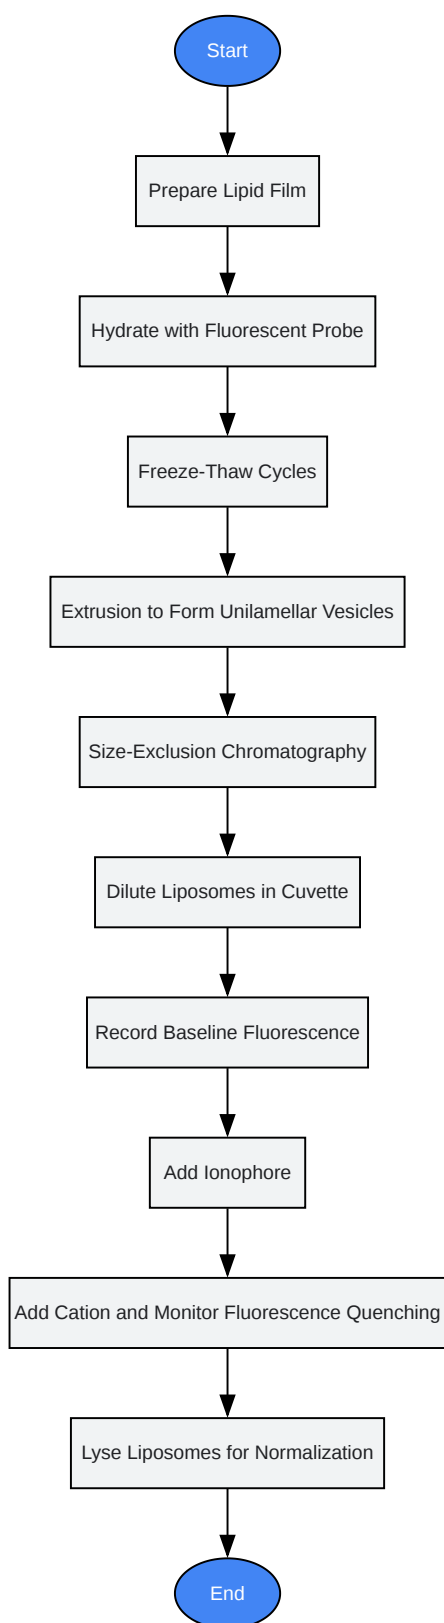 Start
Prepare Lipid Film
Hydrate with Fluorescent Probe
Freeze-Thaw Cycles
Extrusion to Form Unilamellar Vesicles
Size-Exclusion Chromatography
Dilute Liposomes in Cuvette
Record Baseline Fluorescence
Add Ionophore
Add Cation and Monitor Fluorescence Quenching
Lyse Liposomes for Normalization
End